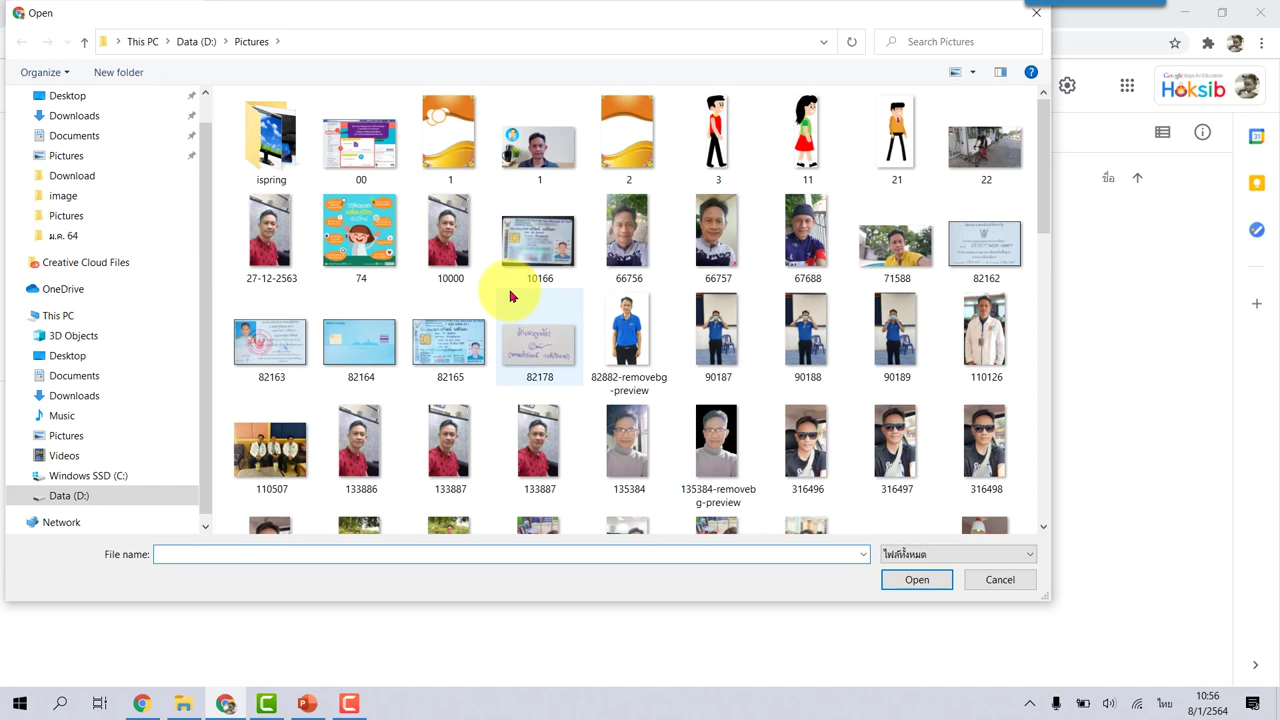 Open
This PC > Data (D:) > Pictures >
Search Pictures
Organize
New folder
Google Apps for Education
Hoksib
Desktop
Downloads
Documents
Pictures
Download
image
Pictures
ม.ค. 64
Creative Cloud Files
OneDrive
This PC
3D Objects
Desktop
Documents
Downloads
Music
Pictures
Videos
Windows SSD (C:)
Data (D:)
Network
ispring 00 1 1 2 3 11 21 22
27-12-2563 74 10000 10166 66756 66757 67688 71588 82162
82163 82164 82165 82178 82882-removebg 90187 90188 90189 110126
-preview
110507 133886 133887 133887 135384 135384-removeb 316496 316497 316498
g-preview
ชื่อ
31
File name:
ไฟล์ทั้งหมด
Open
Cancel
ไทย
10:56
8/1/2564